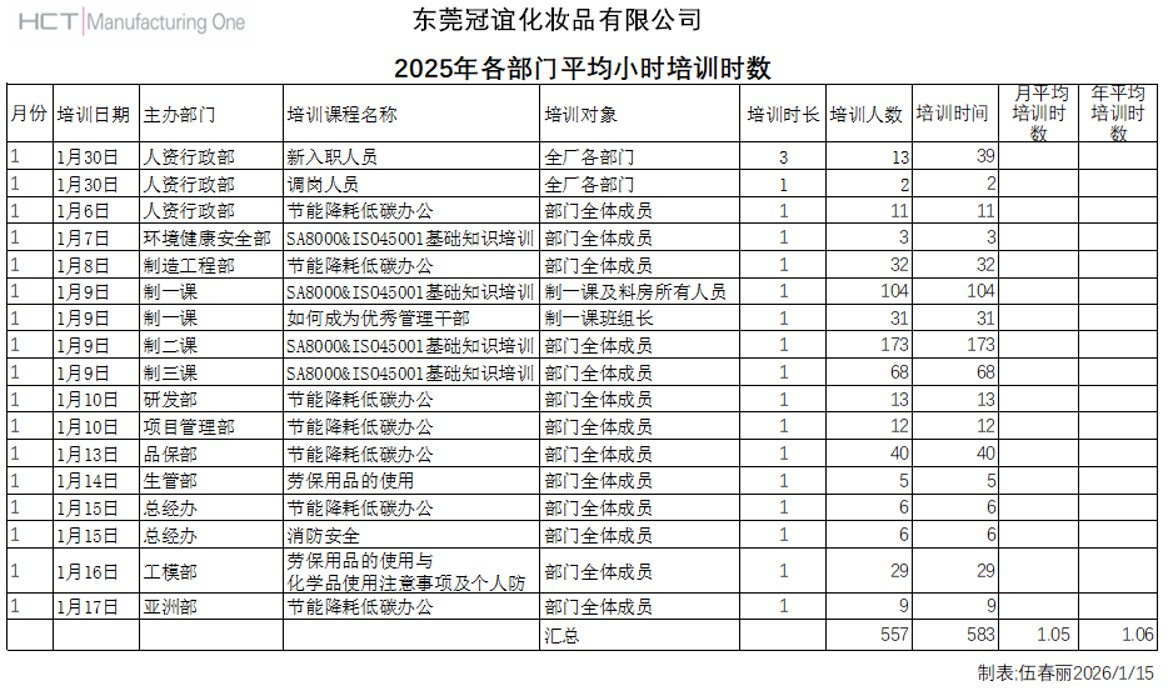 HCT Manufacturing One
东莞冠谊化妆品有限公司
2025年各部门平均小时培训时数
月份 培训日期 主办部门 培训课程名称 培训对象 培训时长 培训人数 培训时间 月平均培训时数 年平均培训时数
1 1月30日 人资行政部 新入职人员 全厂各部门 3 13 39
1 1月30日 人资行政部 调岗人员 全厂各部门 1 2 2
1 1月6日 人资行政部 节能降耗低碳办公 部门全体成员 1 11 11
1 1月7日 环境健康安全部 SA8000&ISO45001基础知识培训 部门全体成员 1 3 3
1 1月8日 制造工程部 节能降耗低碳办公 部门全体成员 1 32 32
1 1月9日 制一课 SA8000&ISO45001基础知识培训 制一课及料房所有人员 1 104 104
1 1月9日 制一课 如何成为优秀管理干部 制一课班组长 1 31 31
1 1月9日 制二课 SA8000&ISO45001基础知识培训 部门全体成员 1 173 173
1 1月9日 制三课 SA8000&ISO45001基础知识培训 部门全体成员 1 68 68
1 1月10日 研发部 节能降耗低碳办公 部门全体成员 1 13 13
1 1月10日 项目管理部 节能降耗低碳办公 部门全体成员 1 12 12
1 1月13日 品保部 节能降耗低碳办公 部门全体成员 1 40 40
1 1月14日 生管部 劳保用品的使用 部门全体成员 1 5 5
1 1月15日 总经办 节能降耗低碳办公 部门全体成员 1 6 6
1 1月15日 总经办 消防安全 部门全体成员 1 6 6
1 1月16日 工模部 劳保用品的使用与
化学品使用注意事项及个人防 部门全体成员 1 29 29
1 1月17日 亚洲部 节能降耗低碳办公 部门全体成员 1 9 9
汇总 557 583 1.05 1.06
制表;伍春丽2026/1/15